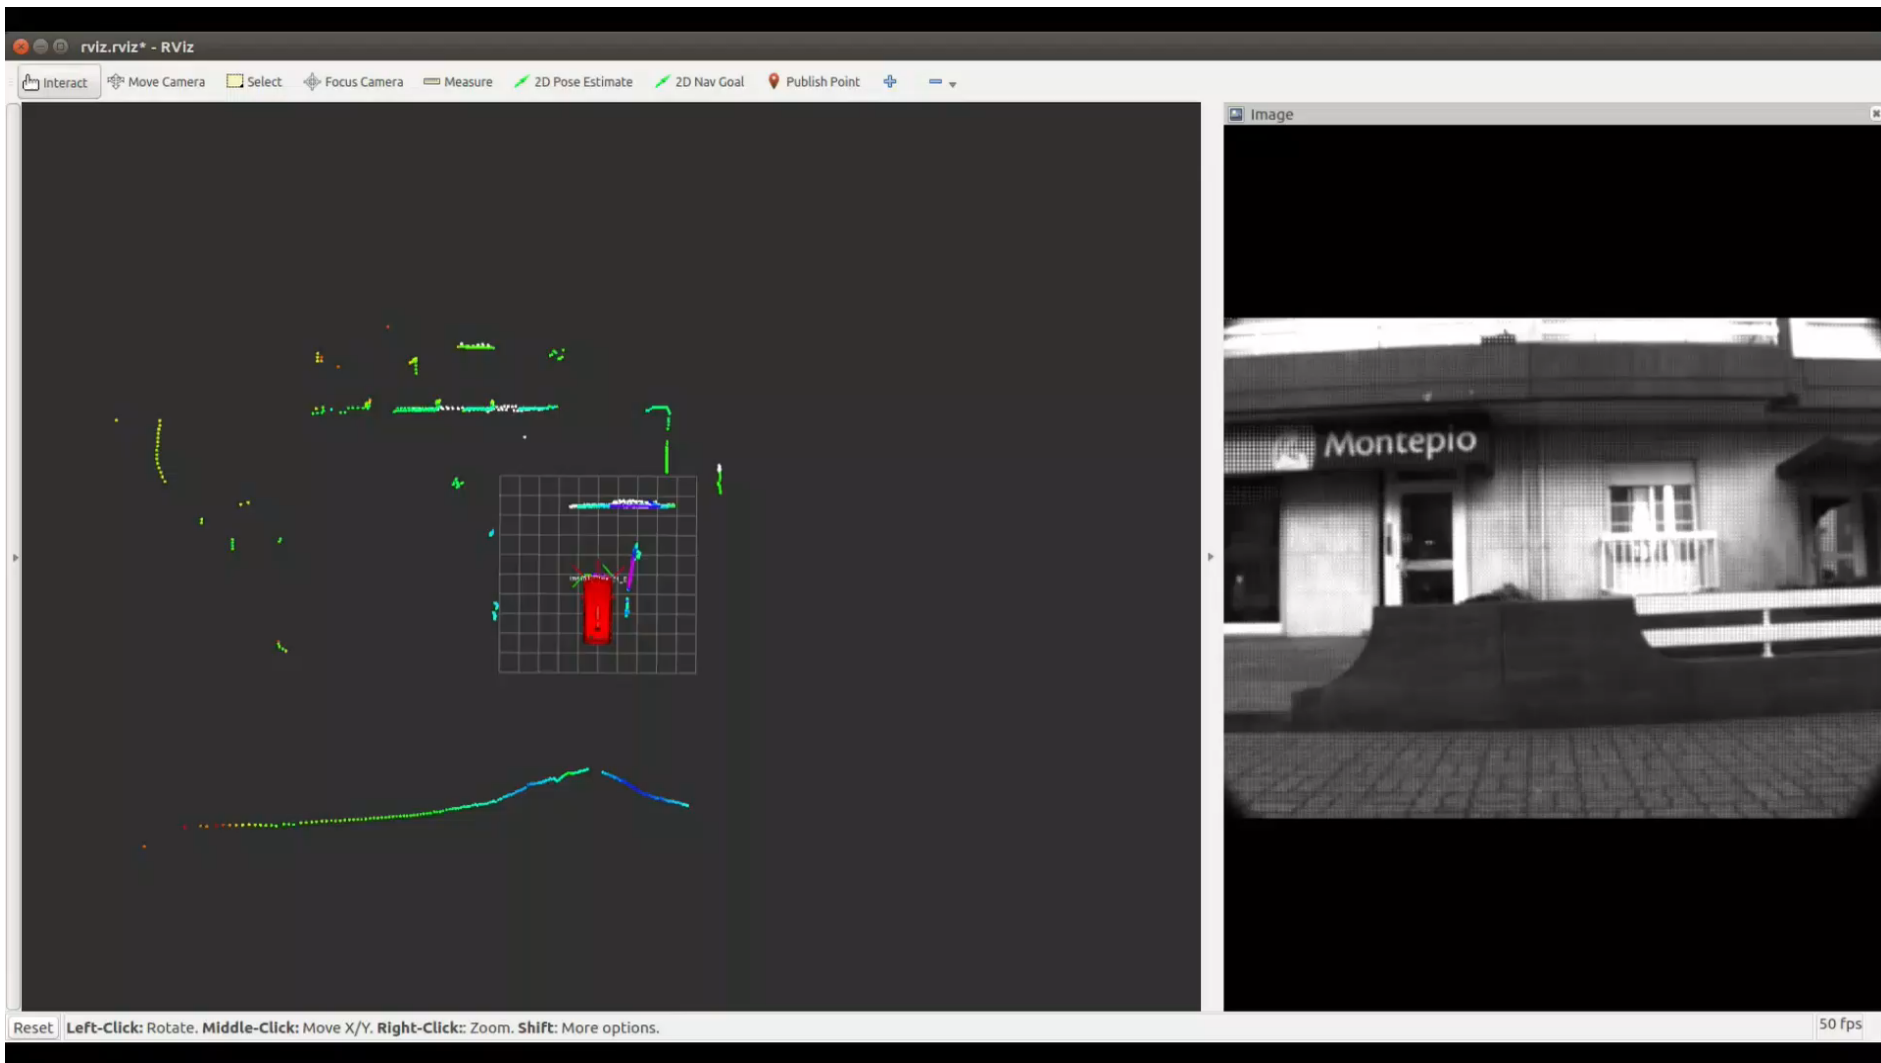 rviz.rviz* - RViz
Interact Move Camera Select Focus Camera Measure 2D Pose Estimate 2D Nav Goal Publish Point
Image
Montepio
Reset Left-Click: Rotate. Middle-Click: Move X/Y. Right-Click:: Zoom. Shift: More options.
50 fps